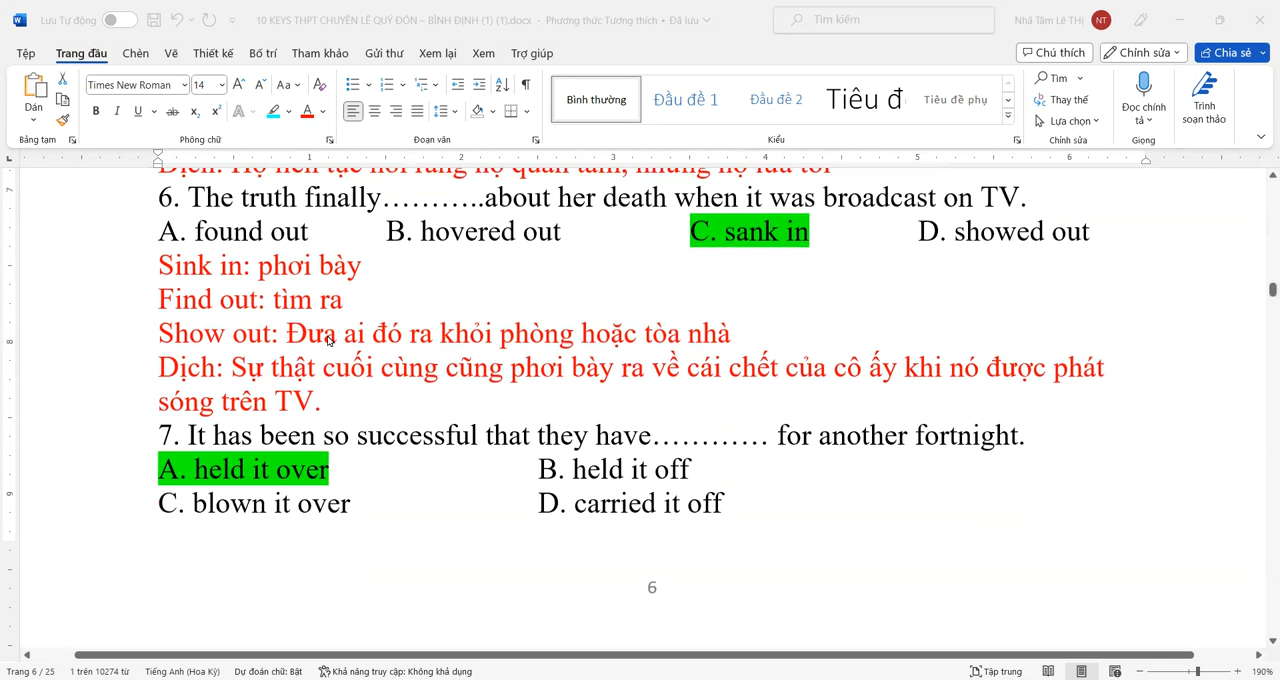 Lưu Tự động
10 KEYS THPT CHUYÊN LÊ QUÝ ĐÔN – BÌNH ĐỊNH (1) (1).docx - Phương thức Tương thích • Đã lưu
Tìm kiếm
Nhã Tâm Lê THị
NT
Tệp Trang đầu Chèn Vẽ Thiết kế Bố trí Tham khảo Gửi thư Xem lại Xem Trợ giúp
Chú thích Chỉnh sửa Chia sẻ
Dán
Times New Roman 14
Bình thường Đầu đề 1 Đầu đề 2 Tiêu đ Tiêu đề phụ
Tìm
Thay thế
Lựa chọn
Đọc chính tả
Trình soạn thảo
Bảng tạm Phông chữ Đoạn văn Kiểu Chỉnh sửa Giọng
6. The truth finally………..about her death when it was broadcast on TV.
A. found out B. hovered out C. sank in D. showed out
Sink in: phơi bày
Find out: tìm ra
Show out: Đưa ai đó ra khỏi phòng hoặc tòa nhà
Dịch: Sự thật cuối cùng cũng phơi bày ra về cái chết của cô ấy khi nó được phát
sóng trên TV.
7. It has been so successful that they have………… for another fortnight.
A. held it over B. held it off
C. blown it over D. carried it off
6
Trang 6 / 25 1 trên 10274 từ Tiếng Anh (Hoa Kỳ) Dự đoán chữ: Bật Khả năng truy cập: Không khả dụng Tập trung 190%